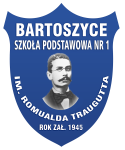 BARTOSZYCE
SZKOŁA PODSTAWOWA NR 1
IM. ROMUALDA TRAUGUTTA
ROK ZAŁ. 1945